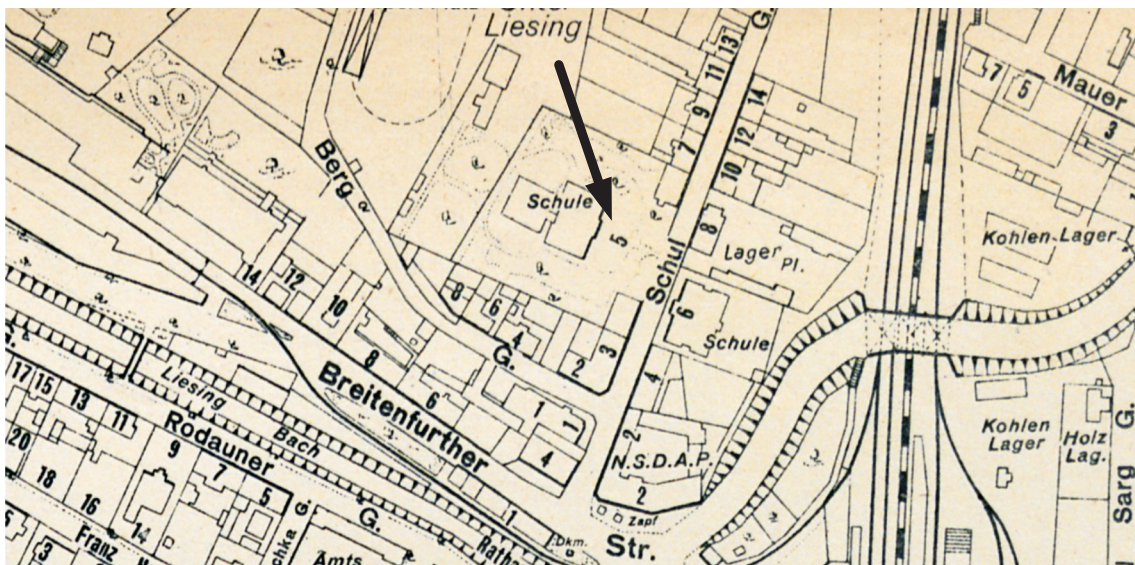 Liesing
G.
13
11
9
7
14
12
10
8
Schul
Schule
5
Lager Pl.
6
Schule
Berg
G.
8
6
4
2
3
4
2
1
1
4
N.S.D.A.P.
2
Zapf
Dkm.
Str.
14
12
10
8
6
Breitenfurther
1
Liesing
Bach
Rodauner
G.
17
15
13
11
9
7
5
20
18
16
14
Franz
3
Amts
Mauer
7
5
3
Kohlen-Lager
Kohlen
Lager
Holz
Lag.
Sarg G.